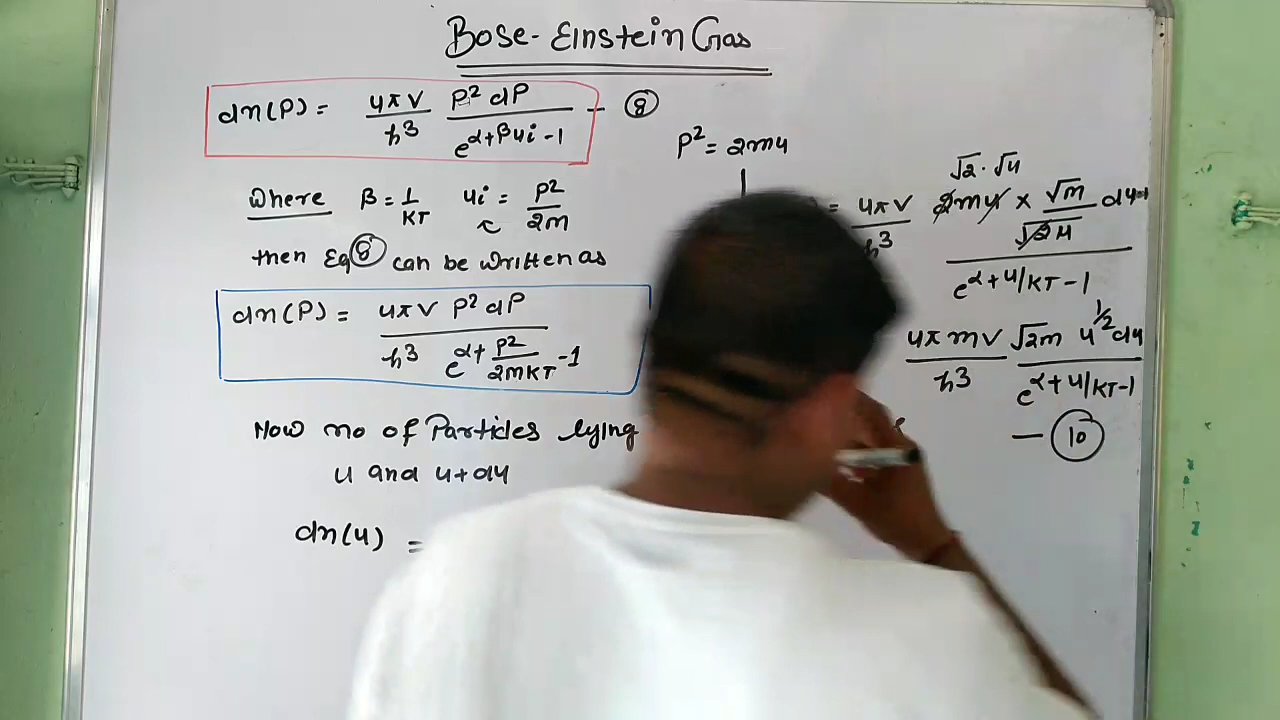 Bose-Einstein Gas
dn(P) = 4πV/h³ P² dP/e^(α+βui-1) — ⑧
Where β = 1/KT ui = P²/2m
then Eq ⑧ can be written as
dn(P) = 4πV P² dP/h³ e^(α+P²/2mKT)-1
Now no of Particles lying
u and u+du
dn(u) =
P² = 2mu
= 4πV/h³ 2mu × √m/√2u du
√2·√u
e^(α+u/KT)-1
4πmV/h³ √2m u^(1/2)du/e^(α+u/KT-1)
— ⑩